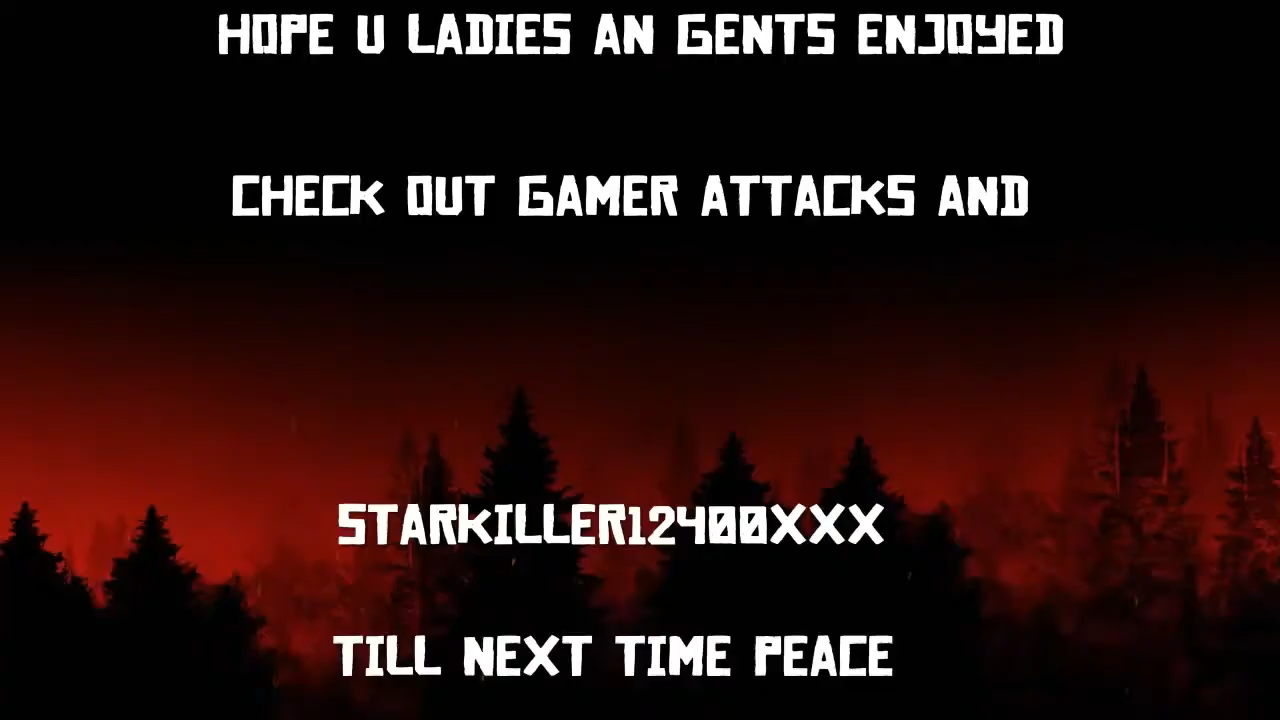 HOPE U LADIES AN GENTS ENJOYED
CHECK OUT GAMER ATTACKS AND
STARKILLER12400XXX
TILL NEXT TIME PEACE